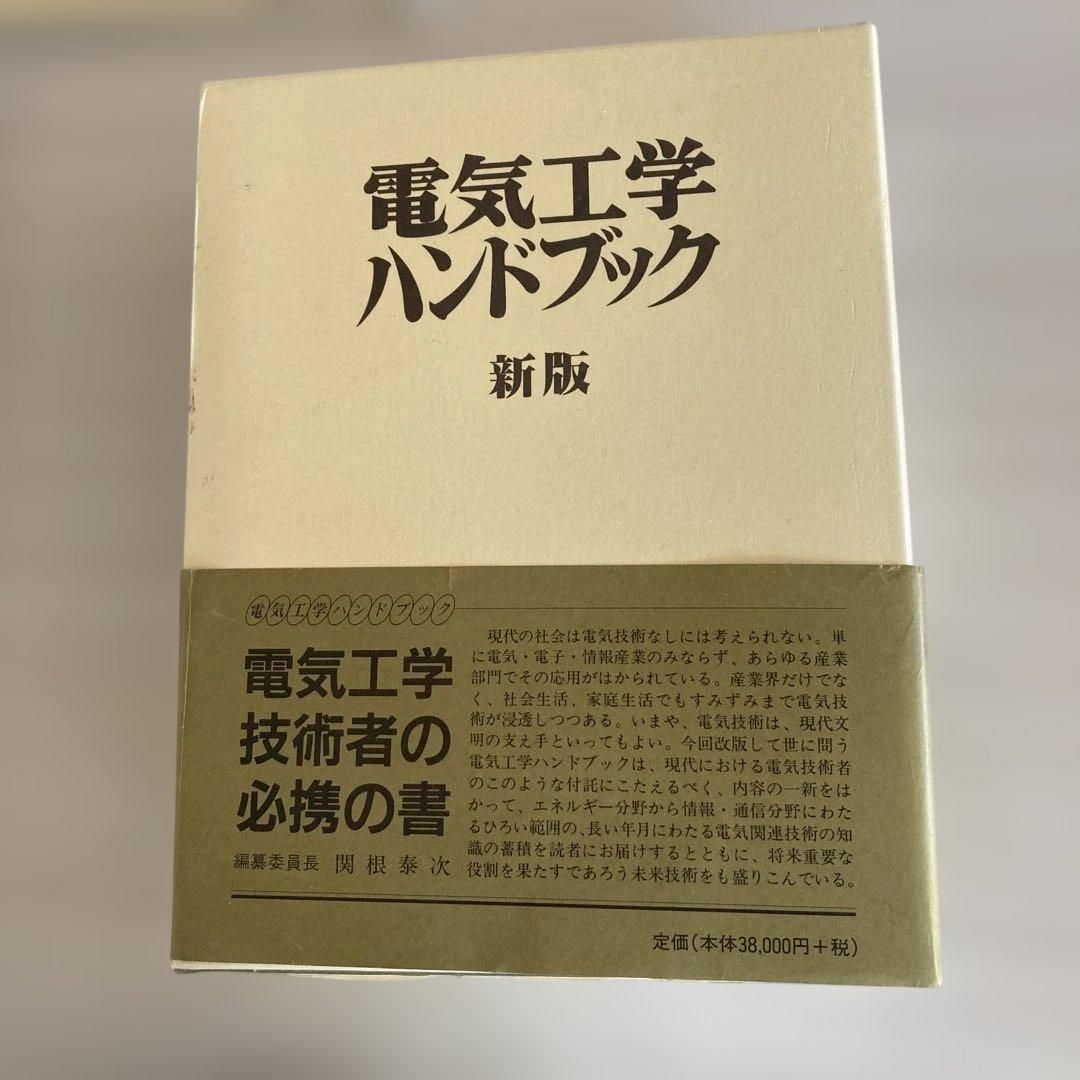 電気工学
ハンドブック
新版
電気工学ハンドブック
電気工学
技術者の
必携の書
編纂委員長 関根泰次
現代の社会は電気技術なしには考えられない。単
に電気・電子・情報産業のみならず、あらゆる産業
部門でその応用がはかられている。産業界だけでな
く、社会生活、家庭生活でもすみずみまで電気技
術が浸透しつつある。いまや、電気技術は、現代文
明の支え手といってもよい。今回改版して世に問う
電気工学ハンドブックは、現代における電気技術者
のこのような付託にこたえるべく、内容の一新をは
かって、エネルギー分野から情報・通信分野にわた
るひろい範囲の、長い年月にわたる電気関連技術の知
識の蓄積を読者にお届けするとともに、将来重要な
役割を果たすであろう未来技術をも盛りこんでいる。
定価（本体38,000円＋税）